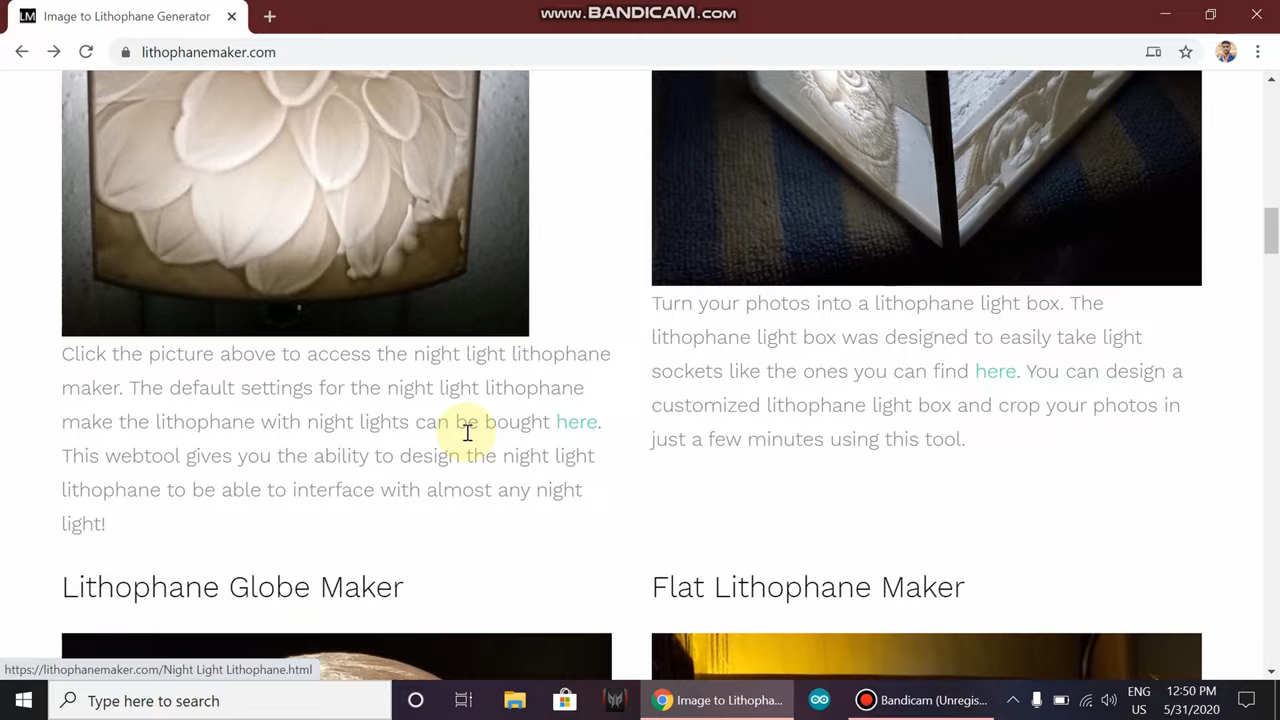 LM Image to Lithophane Generator
www.BANDICAM.com
lithophanemaker.com
Click the picture above to access the night light lithophane
maker. The default settings for the night light lithophane
make the lithophane with night lights can be bought here.
This webtool gives you the ability to design the night light
lithophane to be able to interface with almost any night
light!
Turn your photos into a lithophane light box. The
lithophane light box was designed to easily take light
sockets like the ones you can find here. You can design a
customized lithophane light box and crop your photos in
just a few minutes using this tool.
Lithophane Globe Maker
Flat Lithophane Maker
https://lithophanemaker.com/Night Light Lithophane.html
Type here to search
Image to Lithopha...
Bandicam (Unregis...
ENG
US
12:50 PM
5/31/2020